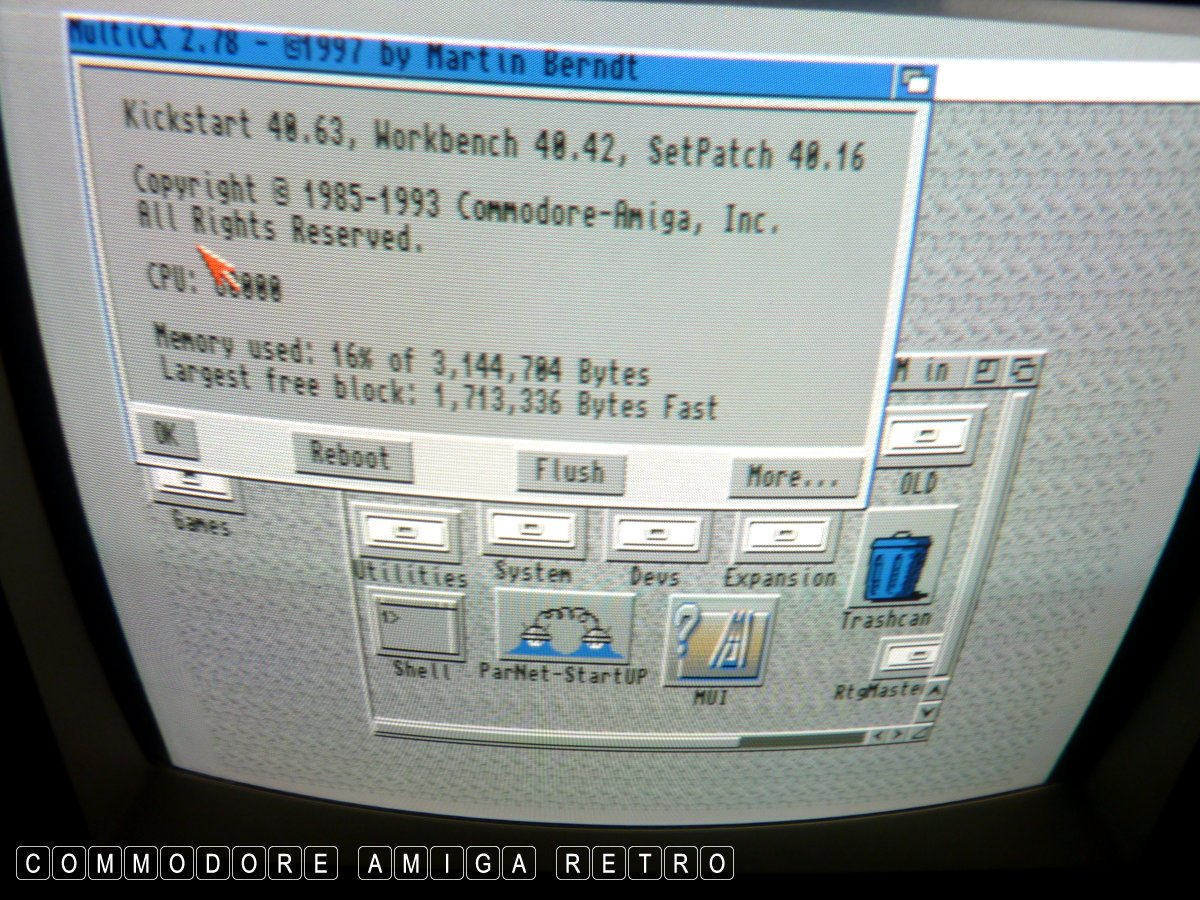 MultiCX 2.78 - ©1997 by Martin Berndt
Kickstart 40.63, Workbench 40.42, SetPatch 40.16
Copyright © 1985-1993 Commodore-Amiga, Inc.
All Rights Reserved.
CPU: 68000
Memory used: 16% of 3,144,704 Bytes
Largest free block: 1,713,336 Bytes Fast
OK
Reboot
Flush
More...
M in
OLD
Games
Utilities
System
Devs
Expansion
Trashcan
1>
Shell
ParNet-StartUP
?
MUI
RtgMaste
COMMODORE AMIGA RETRO